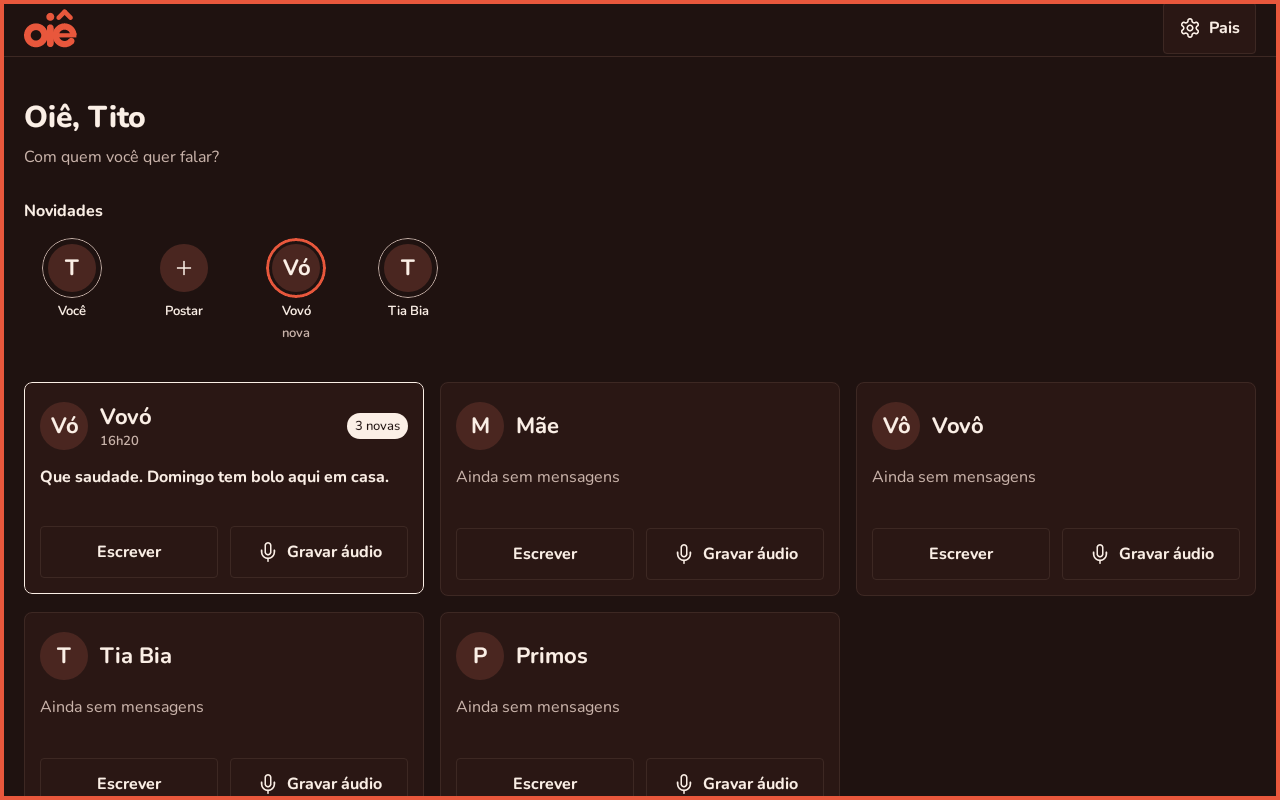 oiê
Pais
Oiê, Tito
Com quem você quer falar?
Novidades
T
Você
Postar
Vó
Vovó
nova
T
Tia Bia
Vó
Vovó
16h20
3 novas
Que saudade. Domingo tem bolo aqui em casa.
Escrever
Gravar áudio
M
Mãe
Ainda sem mensagens
Escrever
Gravar áudio
Vô
Vovô
Ainda sem mensagens
Escrever
Gravar áudio
T
Tia Bia
Ainda sem mensagens
Escrever
Gravar áudio
P
Primos
Ainda sem mensagens
Escrever
Gravar áudio